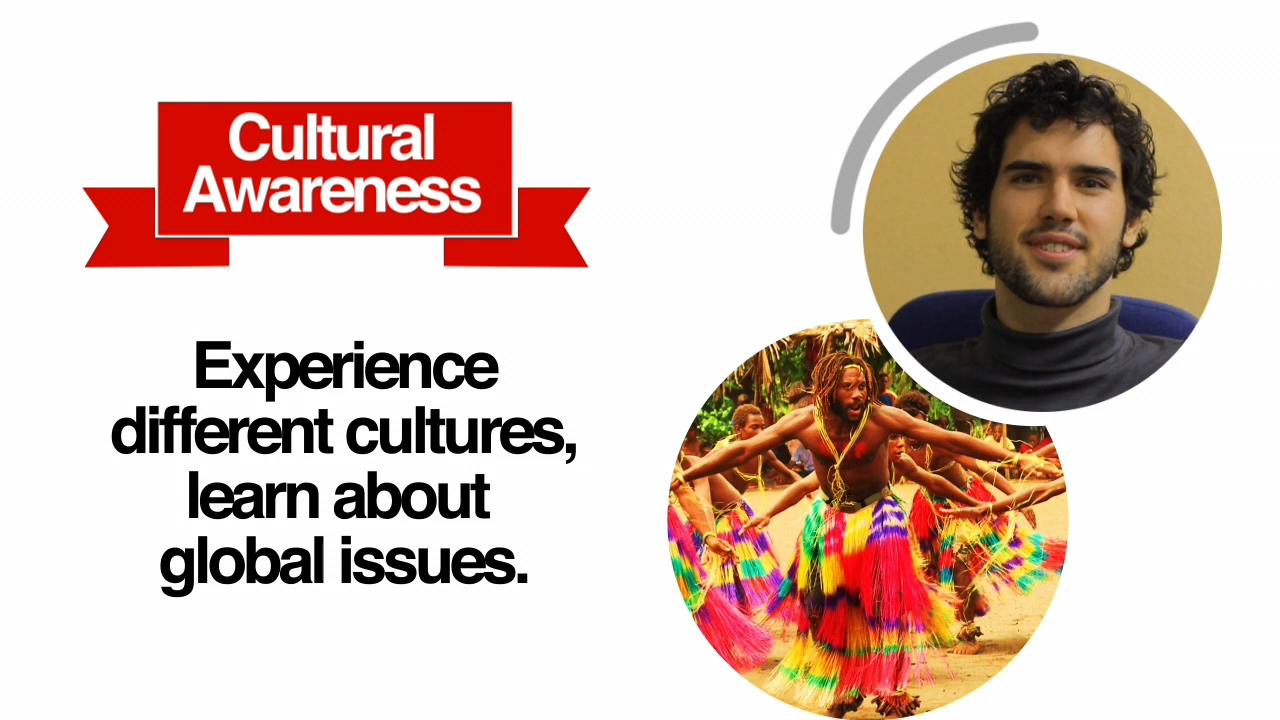 Cultural
Awareness
Experience
different cultures,
learn about
global issues.